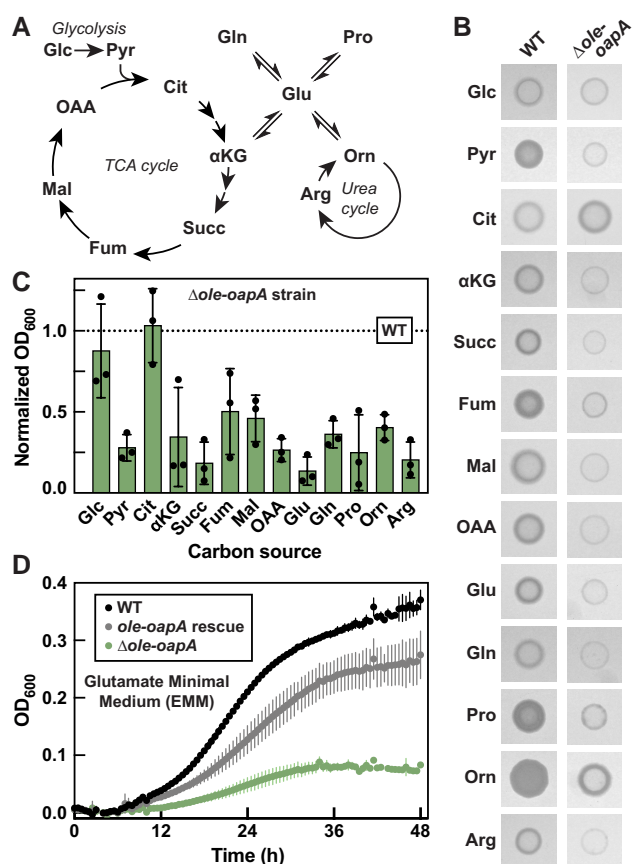 A
Glycolysis
Glc
Pyr
Cit
OAA
TCA cycle
αKG
Mal
Succ
Fum
Gln
Pro
Glu
Orn
Arg
Urea
cycle
B
WT
Δole-
oapA
Glc
Pyr
Cit
αKG
Succ
Fum
Mal
OAA
Glu
Gln
Pro
Orn
Arg
C
Δole-oapA strain
WT
Normalized OD600
1.0
0.5
0.0
Glc
Pyr
Cit
αKG
Succ
Fum
Mal
OAA
Glu
Gln
Pro
Orn
Arg
Carbon source
D
WT
ole-oapA rescue
Δole-oapA
Glutamate Minimal
Medium (EMM)
OD600
0.4
0.3
0.2
0.1
0.0
0
12
24
36
48
Time (h)